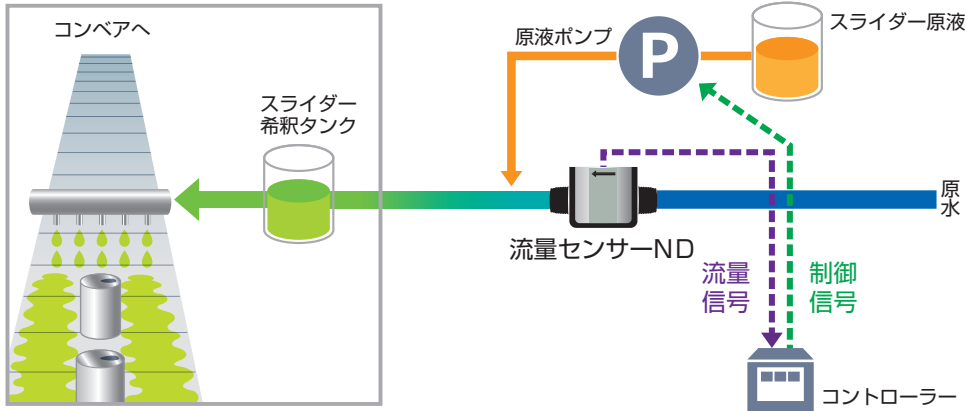 コンベアへ
スライダー
希釈タンク
原液ポンプ
P
スライダー原液
原
水
流量センサーND
流量
信号
制御
信号
コントローラー